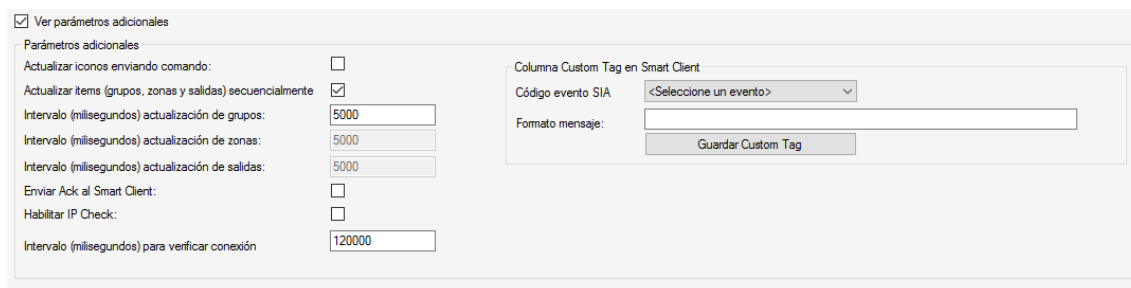 Ver parámetros adicionales
Parámetros adicionales
Actualizar iconos enviando comando:
Actualizar items (grupos, zonas y salidas) secuencialmente
Intervalo (milisegundos) actualización de grupos: 5000
Intervalo (milisegundos) actualización de zonas: 5000
Intervalo (milisegundos) actualización de salidas: 5000
Enviar Ack al Smart Client:
Habilitar IP Check:
Intervalo (milisegundos) para verificar conexión 120000
Columna Custom Tag en Smart Client
Código evento SIA <Seleccione un evento>
Formato mensaje:
Guardar Custom Tag